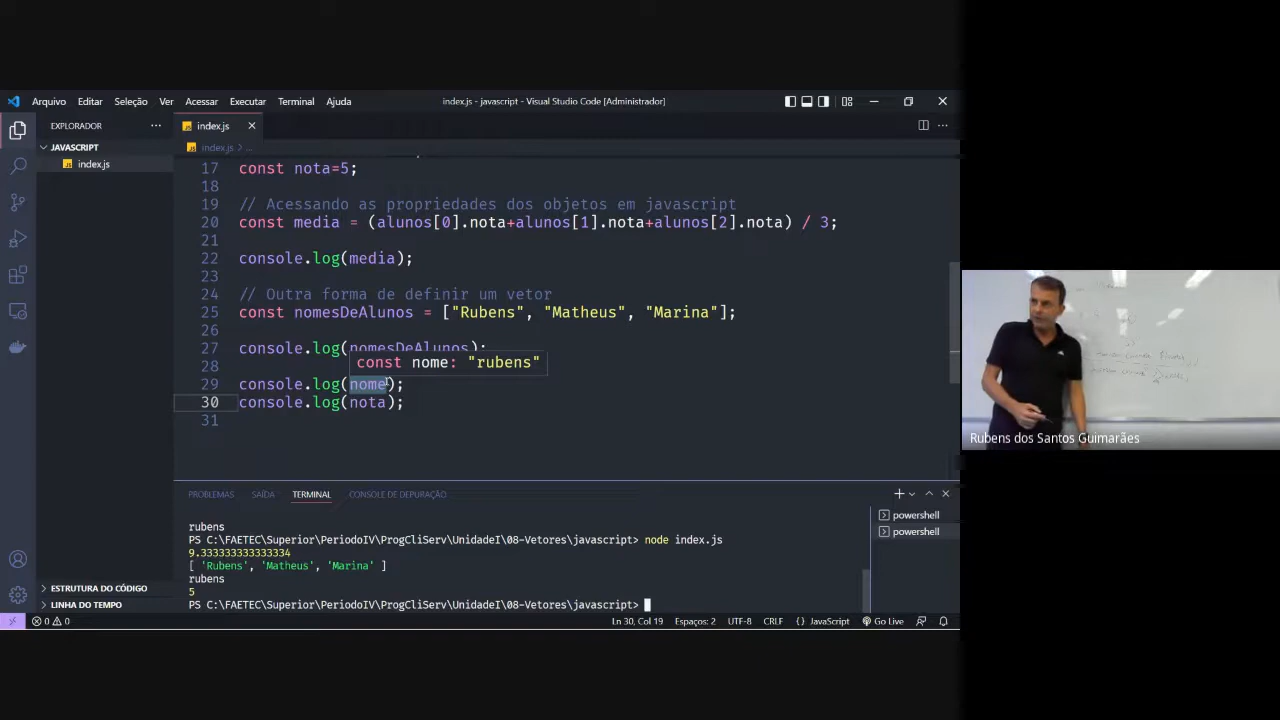 Arquivo Editar Seleção Ver Acessar Executar Terminal Ajuda
index.js - javascript - Visual Studio Code [Administrador]
EXPLORADOR
index.js
JAVASCRIPT
index.js
index.js > ...
17 const nota=5;
18
19 // Acessando as propriedades dos objetos em javascript
20 const media = (alunos[0].nota+alunos[1].nota+alunos[2].nota) / 3;
21
22 console.log(media);
23
24 // Outra forma de definir um vetor
25 const nomesDeAlunos = ["Rubens", "Matheus", "Marina"];
26
27 console.log(nomesDeAlunos);
const nome: "rubens"
28
29 console.log(nome);
30 console.log(nota);
31
Rubens dos Santos Guimarães
PROBLEMAS SAÍDA TERMINAL CONSOLE DE DEPURAÇÃO
powershell
powershell
rubens
PS C:\FAETEC\Superior\PeriodoIV\ProgCliServ\UnidadeI\08-Vetores\javascript> node index.js
9.333333333333334
[ 'Rubens', 'Matheus', 'Marina' ]
rubens
5
PS C:\FAETEC\Superior\PeriodoIV\ProgCliServ\UnidadeI\08-Vetores\javascript>
ESTRUTURA DO CÓDIGO
LINHA DO TEMPO
0 0
Ln 30, Col 19 Espaços: 2 UTF-8 CRLF {} JavaScript Go Live